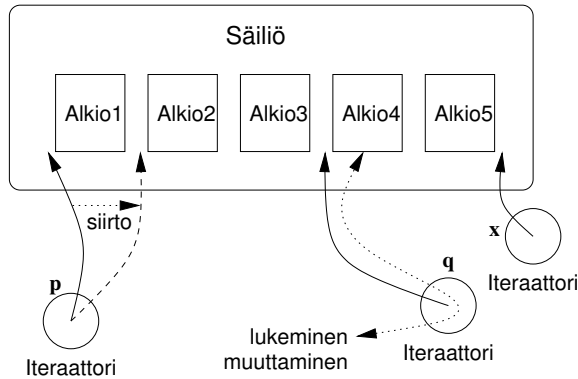 Säiliö
Alkio1 Alkio2 Alkio3 Alkio4 Alkio5
siirto
p
q
x
Iteraattori
Iteraattori
Iteraattori
lukeminen
muuttaminen